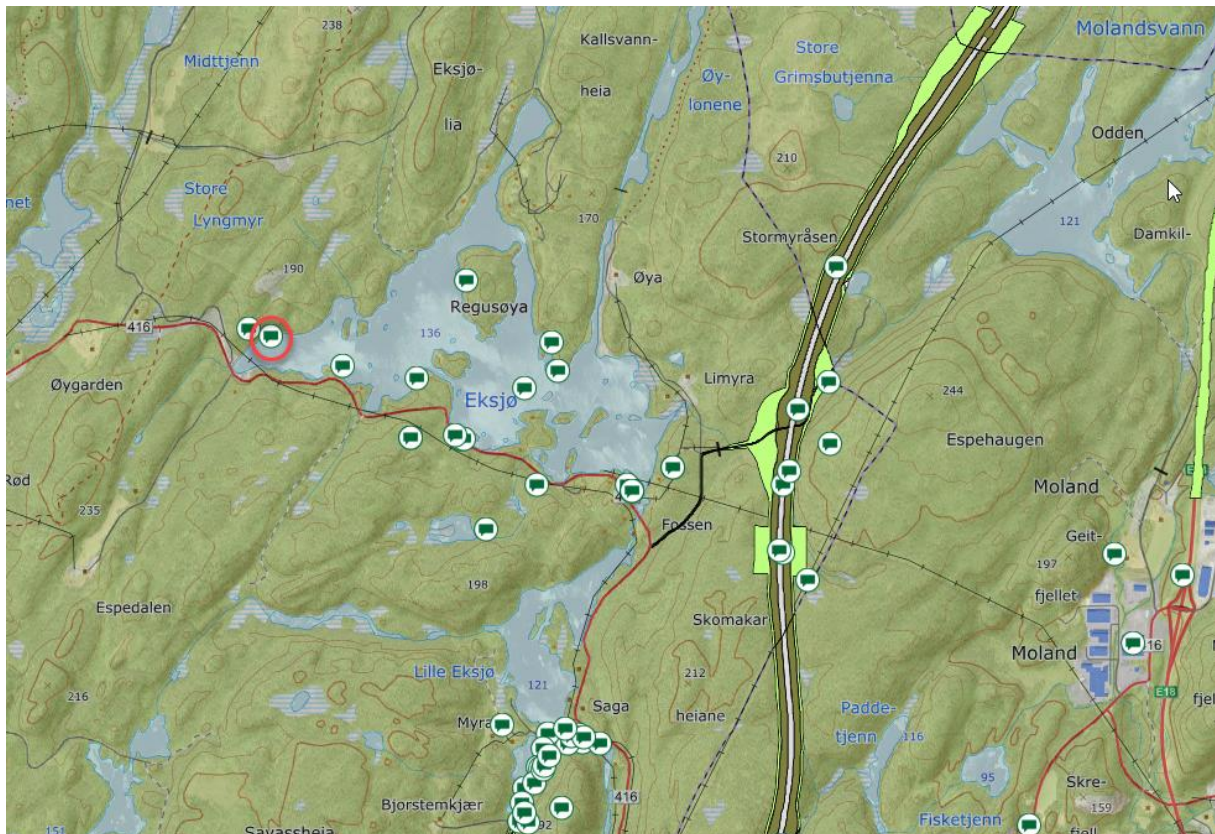 238
Kallsvann-
Store
Molandsvann
Midttjenn
Eksjø-
heia
Øy-
Grimsbutjenna
lonene
lia
Odden
210
Store
net
Lyngmyr
170
121
Stormyråsen
Damkil-
190
Øya
Regusøya
416
136
Øygarden
Limyra
244
Eksjø
Espehaugen
Rød
Moland
235
Fossen
Geit-
198
197
fjellet
Espedalen
Skomakar
416
Moland
Lille Eksjø
212
121
E18
216
Saga
heiane
Padde-
Myra
tjenn
116
95
Skre-
416
159
Bjorstemkjær
Fisketjenn
fjell
151
Savassheia